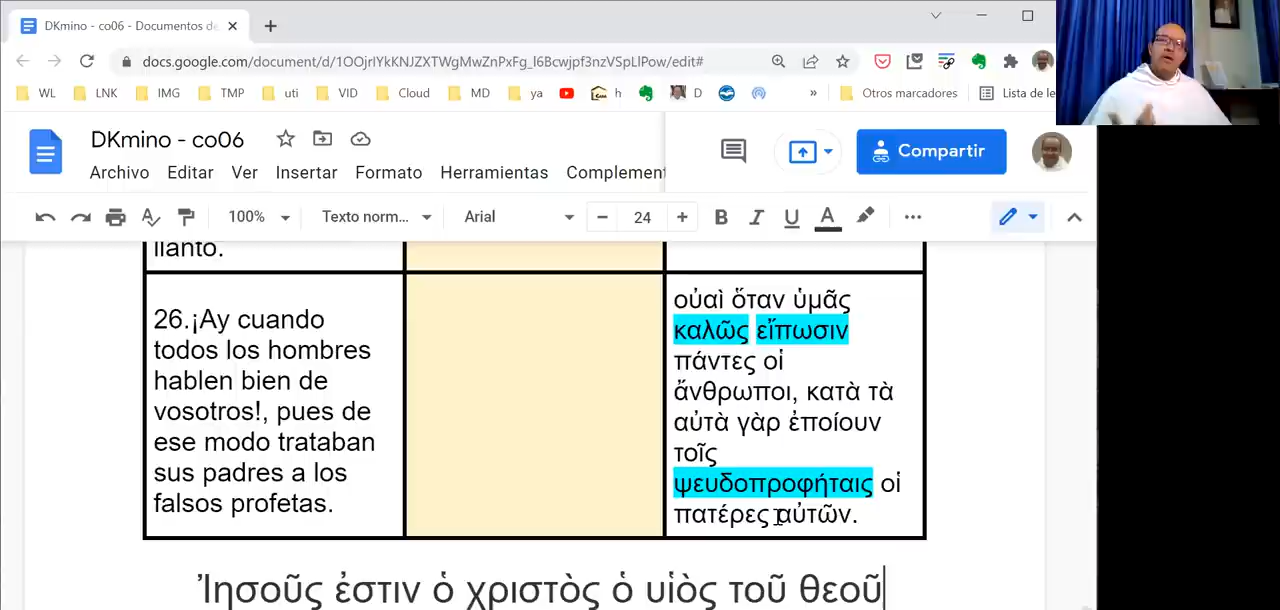 DKmino - co06 - Documentos de
docs.google.com/document/d/1OOjrIYkKNJZXTWgMwZnPxFg_l6Bcwjpf3nzVSpLlPow/edit#
WL LNK IMG TMP uti VID Cloud MD ya h D » Otros marcadores Lista de le
DKmino - co06
Archivo Editar Ver Insertar Formato Herramientas Complement
Compartir
100% Texto norm... Arial 24 B I U A
llanto.
26.¡Ay cuando
todos los hombres
hablen bien de
vosotros!, pues de
ese modo trataban
sus padres a los
falsos profetas.
οὐαὶ ὅταν ὑμᾶς
καλῶς εἴπωσιν
πάντες οἱ
ἄνθρωποι, κατὰ τὰ
αὐτὰ γὰρ ἐποίουν
τοῖς
ψευδοπροφήταις οἱ
πατέρες αὐτῶν.
Ἰησοῦς ἐστιν ὁ χριστὸς ὁ υἱὸς τοῦ θεοῦ